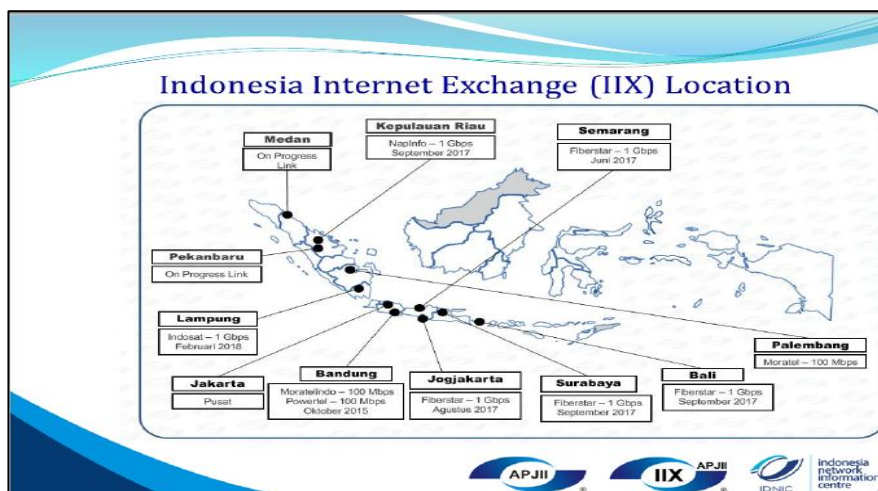 Indonesia Internet Exchange (IIX) Location
Medan
On Progress
Link
Kepulauan Riau
NapInfo – 1 Gbps
September 2017
Semarang
Fiberstar – 1 Gbps
Juni 2017
Pekanbaru
On Progress Link
Lampung
Indosat – 1 Gbps
Februari 2018
Jakarta
Pusat
Bandung
Moratelindo – 100 Mbps
Powertel – 100 Mbps
Oktober 2015
Jogjakarta
Fiberstar – 1 Gbps
Agustus 2017
Surabaya
Fiberstar – 1 Gbps
September 2017
Bali
Fiberstar – 1 Gbps
September 2017
Palembang
Moratel – 100 Mbps
APJII
®
IIX
APJII
®
IDNIC
indonesia
network
information
centre